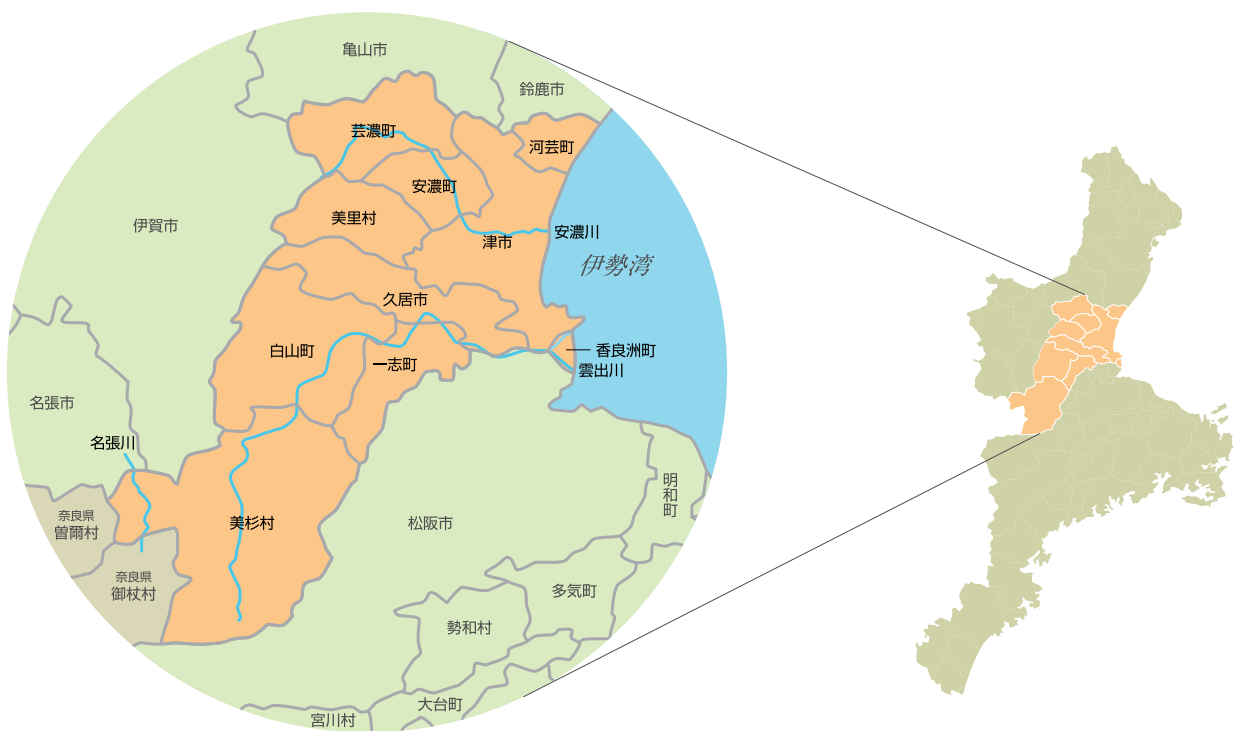 亀山市
鈴鹿市
芸濃町
河芸町
安濃町
美里村
伊賀市
津市
安濃川
伊勢湾
久居市
白山町
一志町
香良洲町
雲出川
名張市
名張川
奈良県
曽爾村
美杉村
松阪市
明和町
奈良県
御杖村
多気町
勢和村
大台町
宮川村